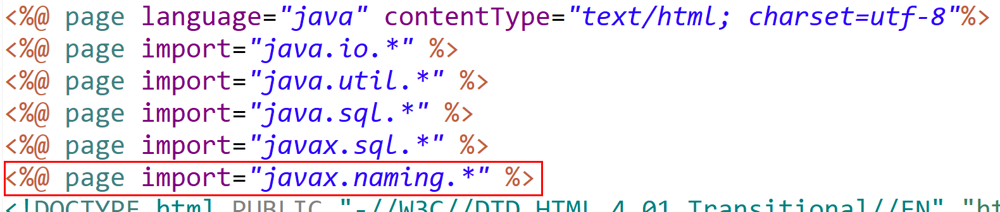 <%@ page language="java" contentType="text/html; charset=utf-8"%>
<%@ page import="java.io.*" %>
<%@ page import="java.util.*" %>
<%@ page import="java.sql.*" %>
<%@ page import="javax.sql.*" %>
<%@ page import="javax.naming.*" %>
<!DOCTYPE html PUBLIC "-//W3C//DTD HTML 4.01 Transitional//EN" "ht